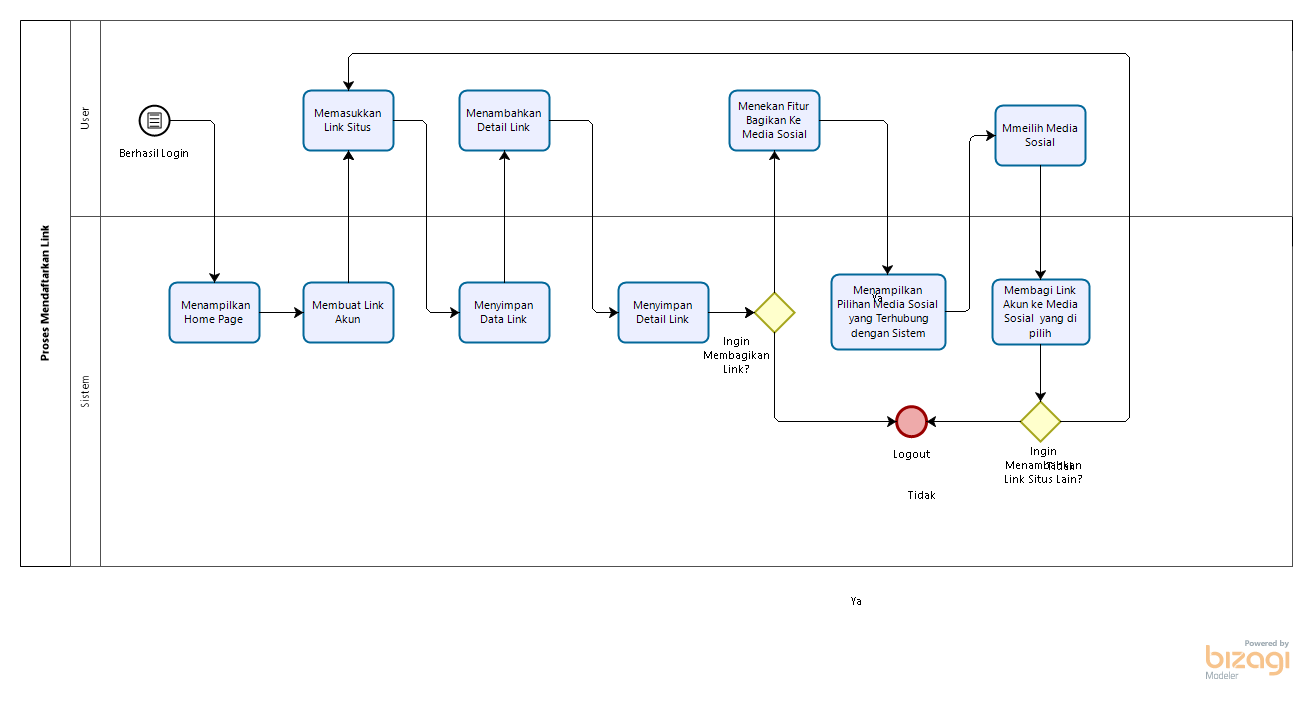 Proses Mendaftarkan Link
User
Sistem
Berhasil Login
Memasukkan
Link Situs
Menambahkan
Detail Link
Menekan Fitur
Bagikan Ke
Media Sosial
Mmeilih Media
Sosial
Menampilkan
Home Page
Membuat Link
Akun
Menyimpan
Data Link
Menyimpan
Detail Link
Ingin
Membagikan
Link?
Menampilkan
Pilihan Media Sosial
yang Terhubung
dengan Sistem
Ya
Membagi Link
Akun ke Media
Sosial yang di
pilih
Logout
Ingin
Menambahkan
Link Situs Lain?
Tidak
Tidak
Ya
Powered by
bizagi
Modeler